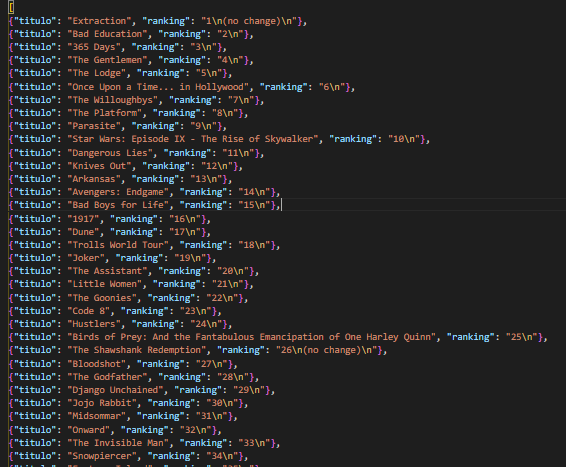 [
{"titulo": "Extraction", "ranking": "1\n(no change)\n"},
{"titulo": "Bad Education", "ranking": "2\n"},
{"titulo": "365 Days", "ranking": "3\n"},
{"titulo": "The Gentlemen", "ranking": "4\n"},
{"titulo": "The Lodge", "ranking": "5\n"},
{"titulo": "Once Upon a Time... in Hollywood", "ranking": "6\n"},
{"titulo": "The Willoughbys", "ranking": "7\n"},
{"titulo": "The Platform", "ranking": "8\n"},
{"titulo": "Parasite", "ranking": "9\n"},
{"titulo": "Star Wars: Episode IX - The Rise of Skywalker", "ranking": "10\n"},
{"titulo": "Dangerous Lies", "ranking": "11\n"},
{"titulo": "Knives Out", "ranking": "12\n"},
{"titulo": "Arkansas", "ranking": "13\n"},
{"titulo": "Avengers: Endgame", "ranking": "14\n"},
{"titulo": "Bad Boys for Life", "ranking": "15\n"},
{"titulo": "1917", "ranking": "16\n"},
{"titulo": "Dune", "ranking": "17\n"},
{"titulo": "Trolls World Tour", "ranking": "18\n"},
{"titulo": "Joker", "ranking": "19\n"},
{"titulo": "The Assistant", "ranking": "20\n"},
{"titulo": "Little Women", "ranking": "21\n"},
{"titulo": "The Goonies", "ranking": "22\n"},
{"titulo": "Code 8", "ranking": "23\n"},
{"titulo": "Hustlers", "ranking": "24\n"},
{"titulo": "Birds of Prey: And the Fantabulous Emancipation of One Harley Quinn", "ranking": "25\n"},
{"titulo": "The Shawshank Redemption", "ranking": "26\n(no change)\n"},
{"titulo": "Bloodshot", "ranking": "27\n"},
{"titulo": "The Godfather", "ranking": "28\n"},
{"titulo": "Django Unchained", "ranking": "29\n"},
{"titulo": "Jojo Rabbit", "ranking": "30\n"},
{"titulo": "Midsommar", "ranking": "31\n"},
{"titulo": "Onward", "ranking": "32\n"},
{"titulo": "The Invisible Man", "ranking": "33\n"},
{"titulo": "Snowpiercer", "ranking": "34\n"},